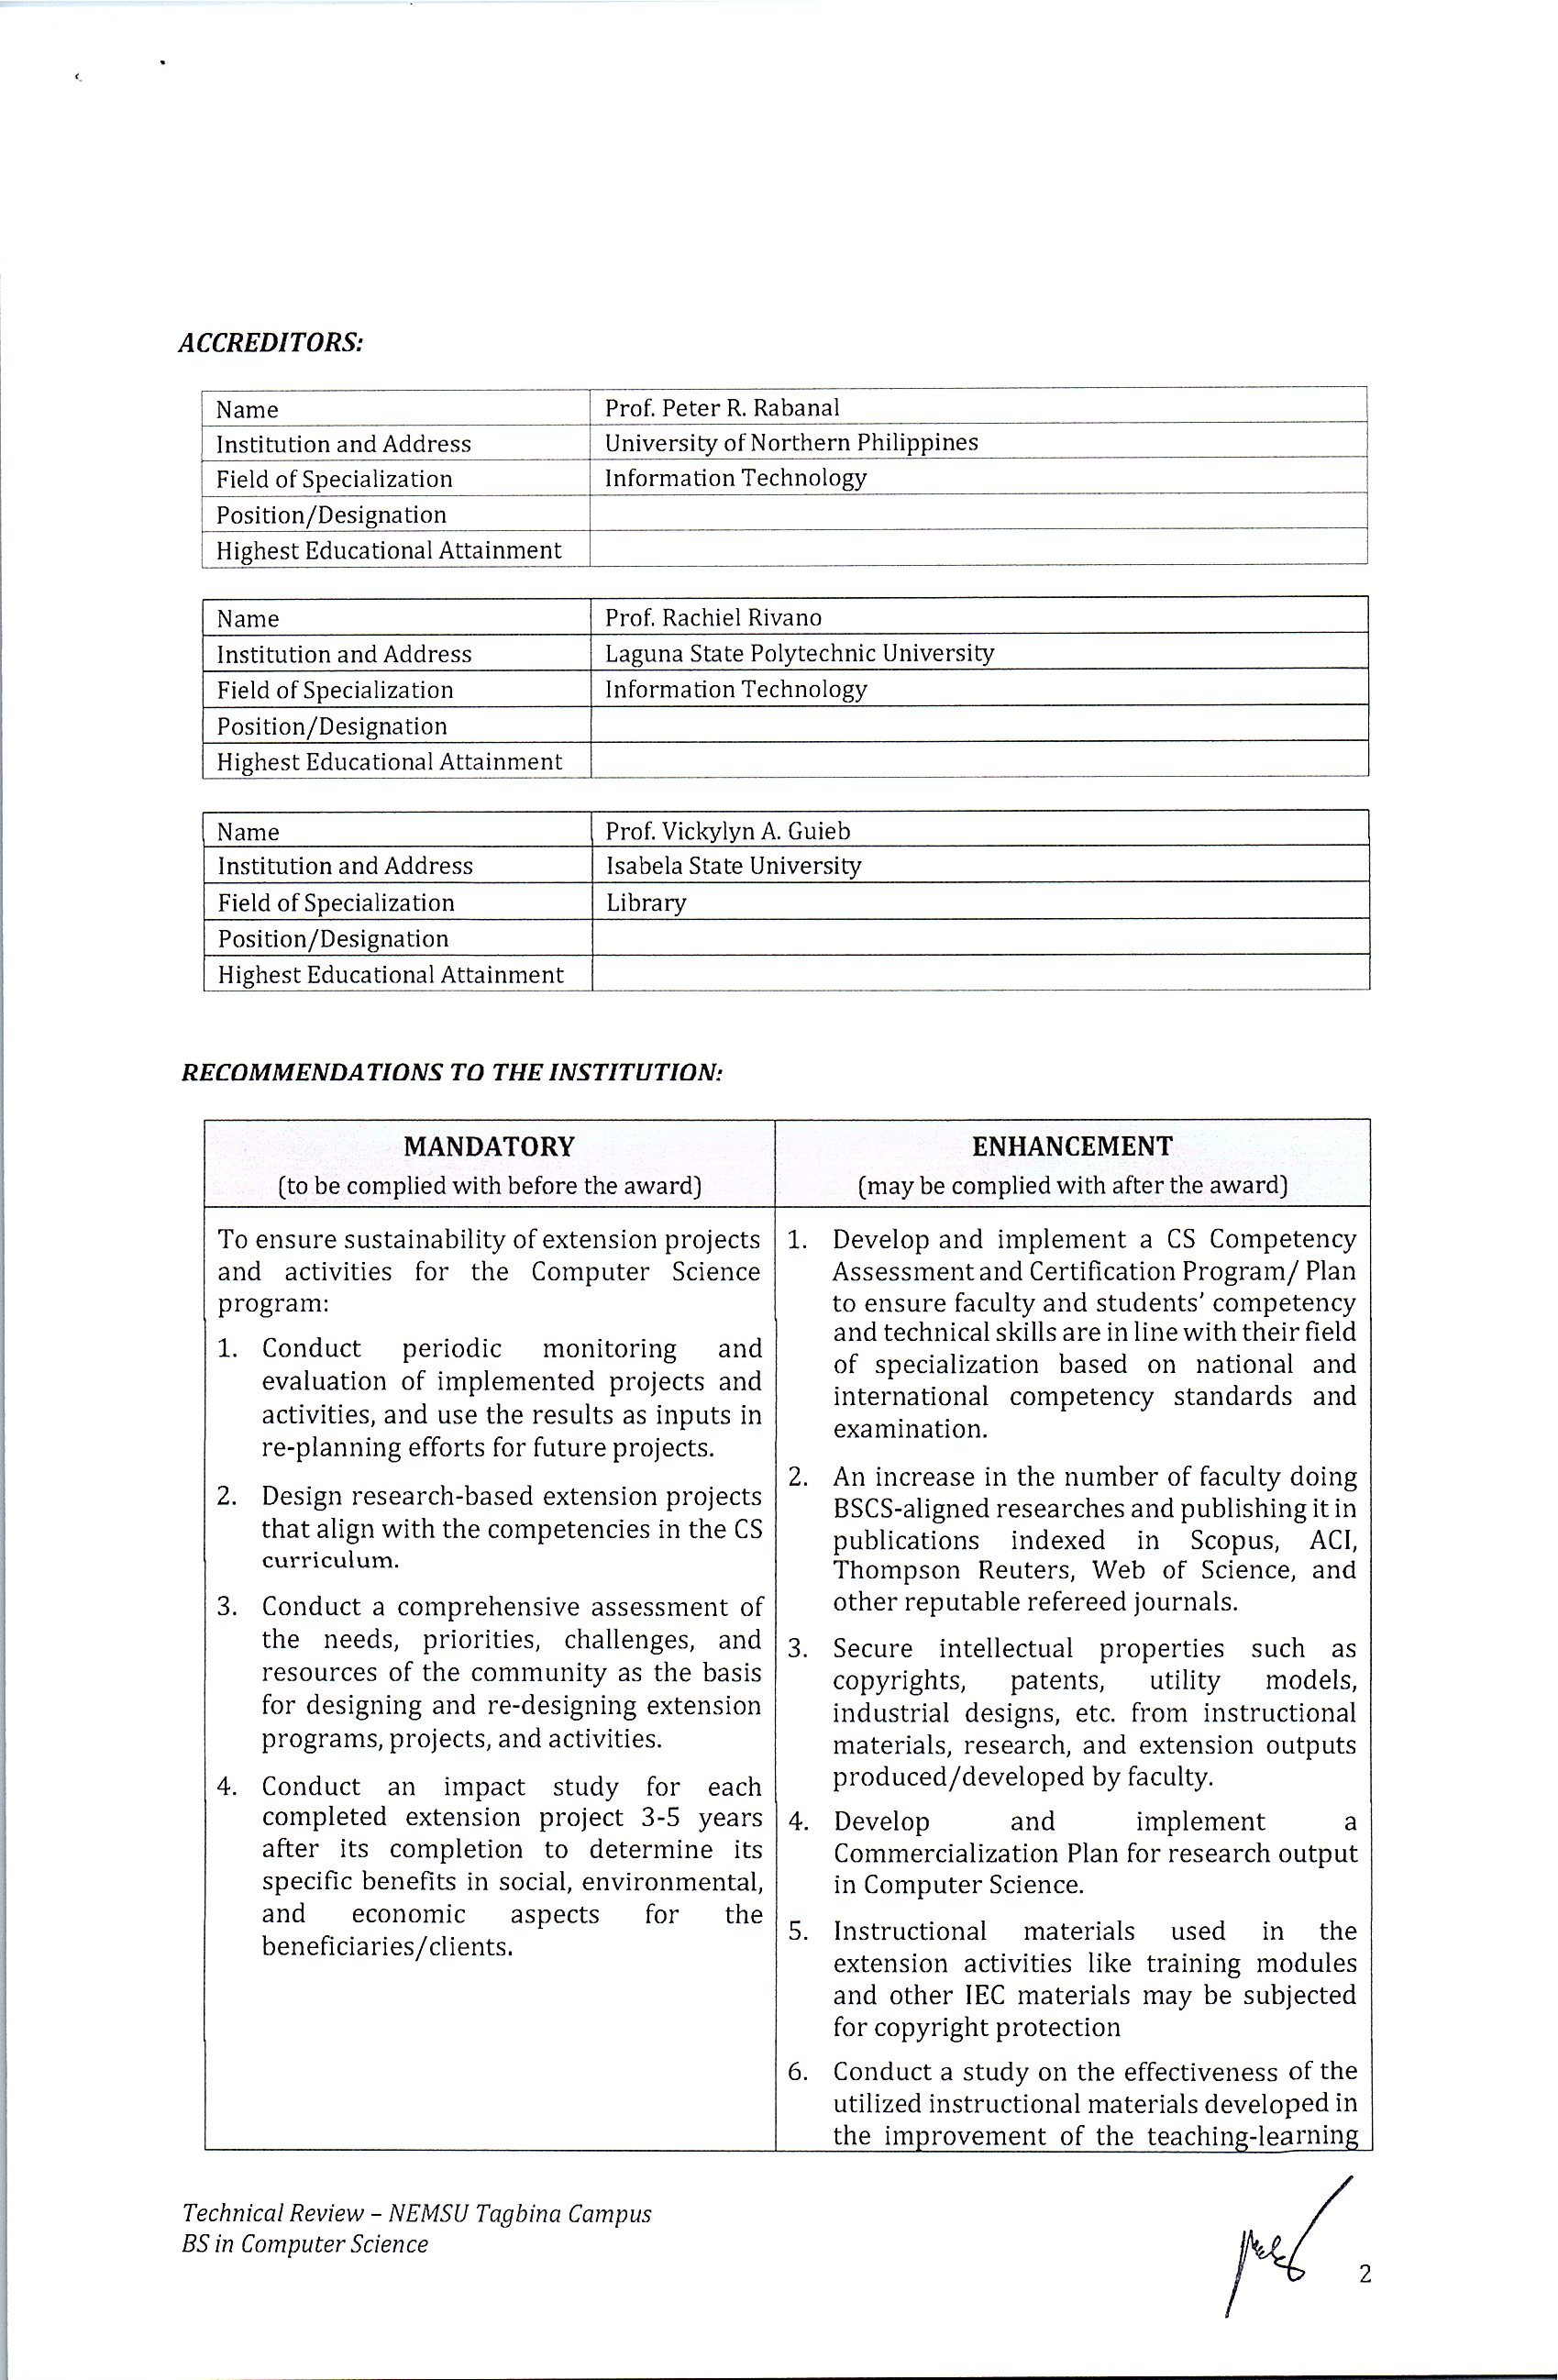 ACCREDITORS:
Name Prof. Peter R. Rabanal
Institution and Address University of Northern Philippines
Field of Specialization Information Technology
Position/Designation
Highest Educational Attainment
Name Prof. Rachiel Rivano
Institution and Address Laguna State Polytechnic University
Field of Specialization Information Technology
Position/Designation
Highest Educational Attainment
Name Prof. Vickylyn A. Guieb
Institution and Address Isabela State University
Field of Specialization Library
Position/Designation
Highest Educational Attainment
RECOMMENDATIONS TO THE INSTITUTION:
MANDATORY
(to be complied with before the award)
To ensure sustainability of extension projects
and activities for the Computer Science
program:
1. Conduct periodic monitoring and
evaluation of implemented projects and
activities, and use the results as inputs in
re-planning efforts for future projects.
2. Design research-based extension projects
that align with the competencies in the CS
curriculum.
3. Conduct a comprehensive assessment of
the needs, priorities, challenges, and
resources of the community as the basis
for designing and re-designing extension
programs, projects, and activities.
4. Conduct an impact study for each
completed extension project 3-5 years
after its completion to determine its
specific benefits in social, environmental,
and economic aspects for the
beneficiaries/clients.
ENHANCEMENT
(may be complied with after the award)
1. Develop and implement a CS Competency
Assessment and Certification Program/ Plan
to ensure faculty and students' competency
and technical skills are in line with their field
of specialization based on national and
international competency standards and
examination.
2. An increase in the number of faculty doing
BSCS-aligned researches and publishing it in
publications indexed in Scopus, ACI,
Thompson Reuters, Web of Science, and
other reputable refereed journals.
3. Secure intellectual properties such as
copyrights, patents, utility models,
industrial designs, etc. from instructional
materials, research, and extension outputs
produced/developed by faculty.
4. Develop and implement a
Commercialization Plan for research output
in Computer Science.
5. Instructional materials used in the
extension activities like training modules
and other IEC materials may be subjected
for copyright protection
6. Conduct a study on the effectiveness of the
utilized instructional materials developed in
the improvement of the teaching-learning
Technical Review – NEMSU Tagbina Campus
BS in Computer Science
2